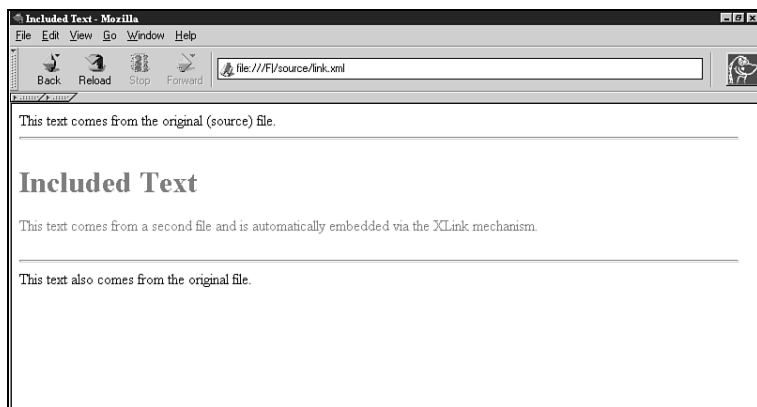 Included Text - Mozilla
File Edit View Go Window Help
Back Reload Stop Forward file:///F|/source/link.xml
This text comes from the original (source) file.
Included Text
This text comes from a second file and is automatically embedded via the XLink mechanism.
This text also comes from the original file.